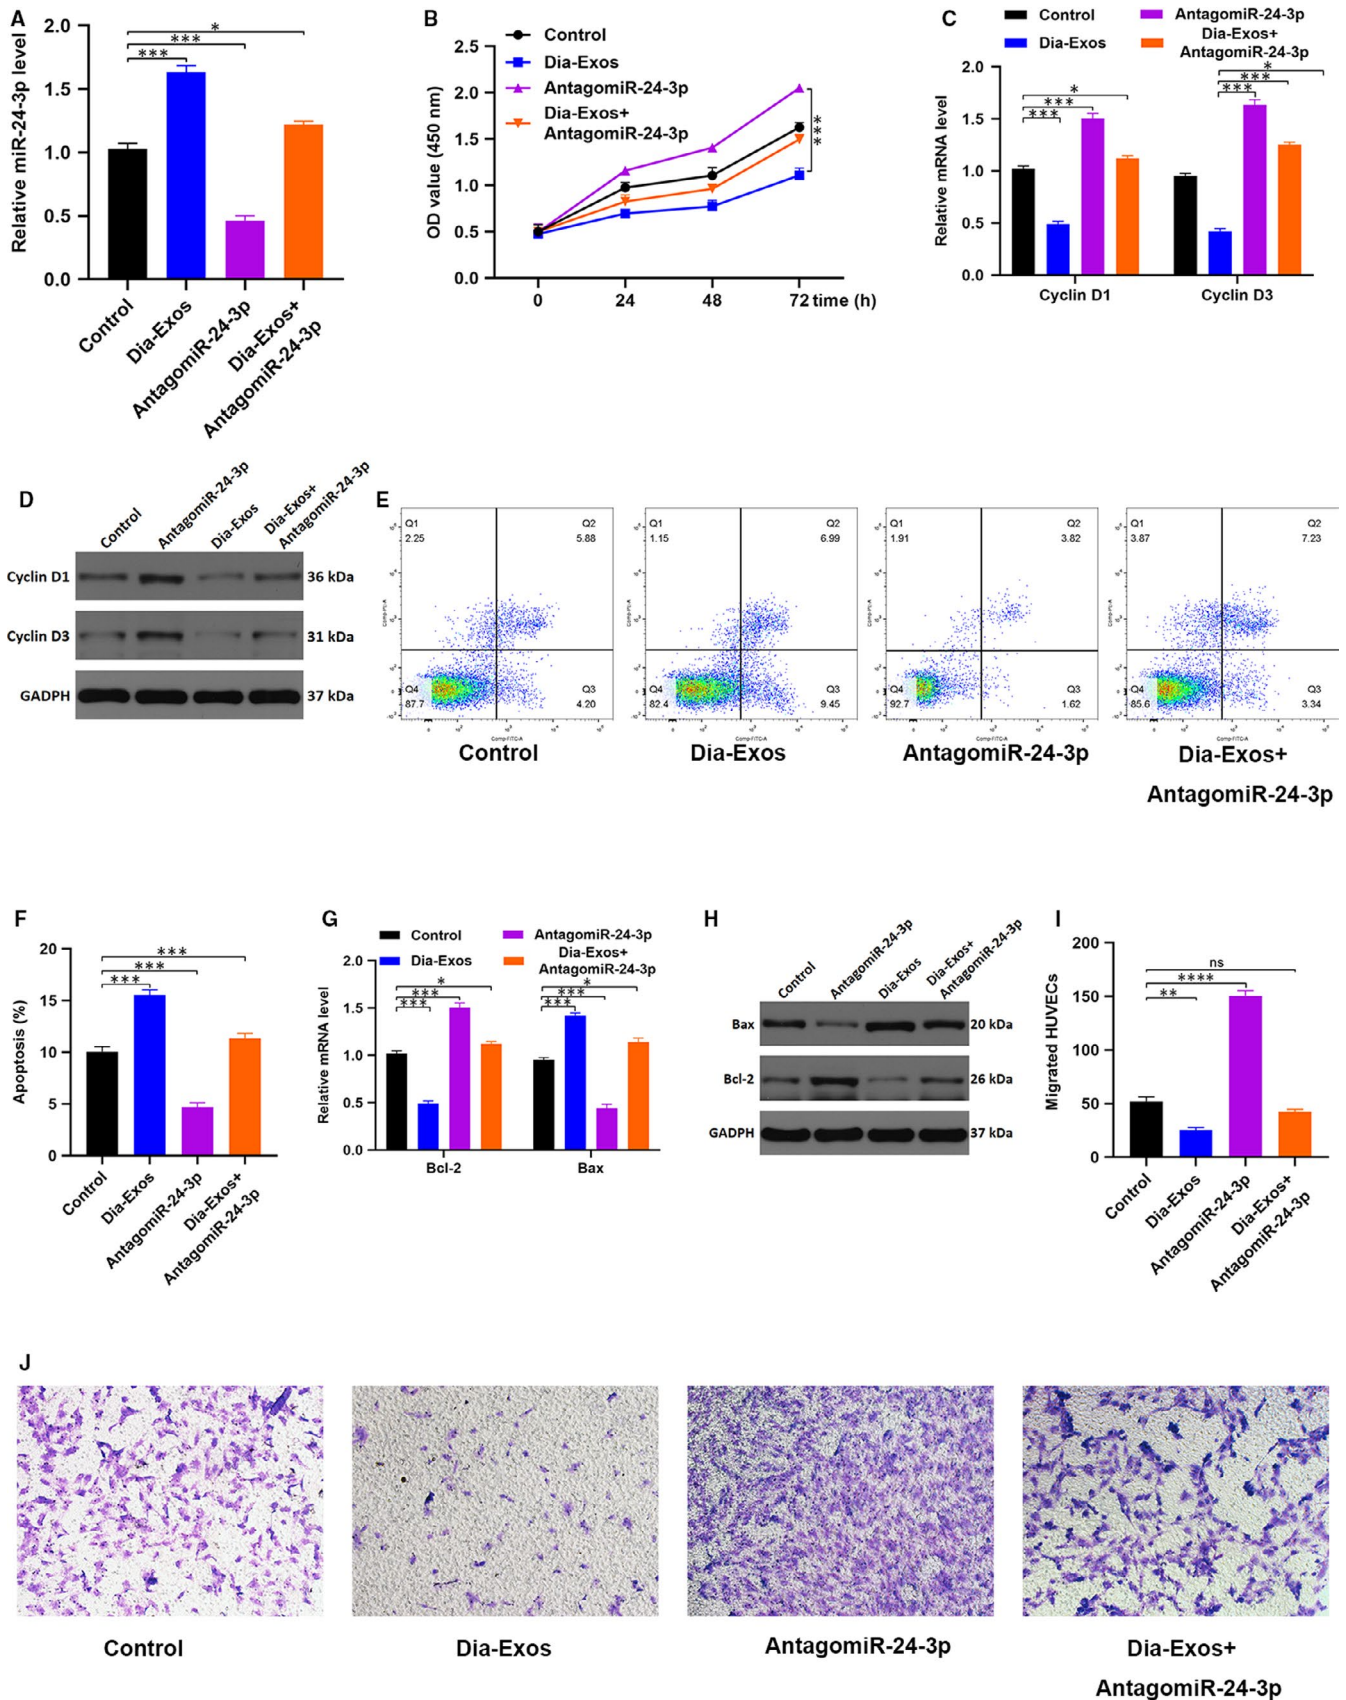 A
Relative miR-24-3p level
2.0
1.5
1.0
0.5
0.0
***
***
*
Control
Dia-Exos
AntagomiR-24-3p
Dia-Exos+
AntagomiR-24-3p
B
OD value (450 nm)
2.5
2.0
1.5
1.0
0.5
0.0
Control
Dia-Exos
AntagomiR-24-3p
Dia-Exos+
AntagomiR-24-3p
***
0 24 48 72 time (h)
C
Control
AntagomiR-24-3p
Dia-Exos
Dia-Exos+
AntagomiR-24-3p
Relative mRNA level
2.0
1.5
1.0
0.5
0.0
*
***
***
*
***
***
Cyclin D1
Cyclin D3
D
Control
AntagomiR-24-3p
Dia-Exos
Dia-Exos+
AntagomiR-24-3p
Cyclin D1 36 kDa
Cyclin D3 31 kDa
GADPH 37 kDa
E
Q1
2.25
Q2
5.88
Q4
87.7
Q3
4.20
Comp-FITC-A
Control
Q1
1.15
Q2
6.99
Q4
82.4
Q3
9.45
Comp-FITC-A
Dia-Exos
Q1
1.91
Q2
3.82
Q4
92.7
Q3
1.62
Comp-FITC-A
AntagomiR-24-3p
Q1
3.87
Q2
7.23
Q4
85.6
Q3
3.34
Comp-FITC-A
Dia-Exos+
AntagomiR-24-3p
F
Apoptosis (%)
20
15
10
5
0
***
***
***
Control
Dia-Exos
AntagomiR-24-3p
Dia-Exos+
AntagomiR-24-3p
G
Control
AntagomiR-24-3p
Dia-Exos
Dia-Exos+
AntagomiR-24-3p
Relative mRNA level
2.0
1.5
1.0
0.5
0.0
*
***
***
*
***
***
Bcl-2
Bax
H
Control
AntagomiR-24-3p
Dia-Exos
Dia-Exos+
AntagomiR-24-3p
Bax 20 kDa
Bcl-2 26 kDa
GADPH 37 kDa
I
Migrated HUVECs
200
150
100
50
0
ns
****
**
Control
Dia-Exos
AntagomiR-24-3p
Dia-Exos+
AntagomiR-24-3p
J
Control
Dia-Exos
AntagomiR-24-3p
Dia-Exos+
AntagomiR-24-3p